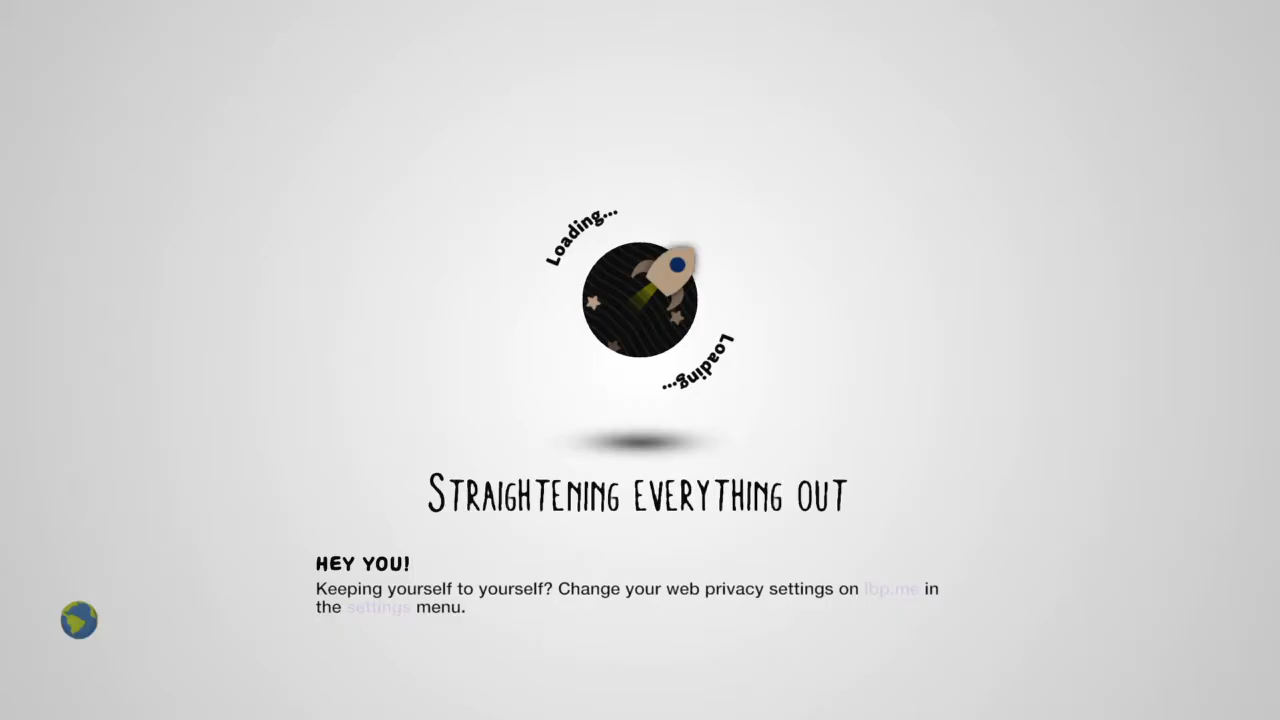 Loading...
Loading...
STRAIGHTENING EVERYTHING OUT
HEY YOU!
Keeping yourself to yourself? Change your web privacy settings on lbp.me in
the settings menu.